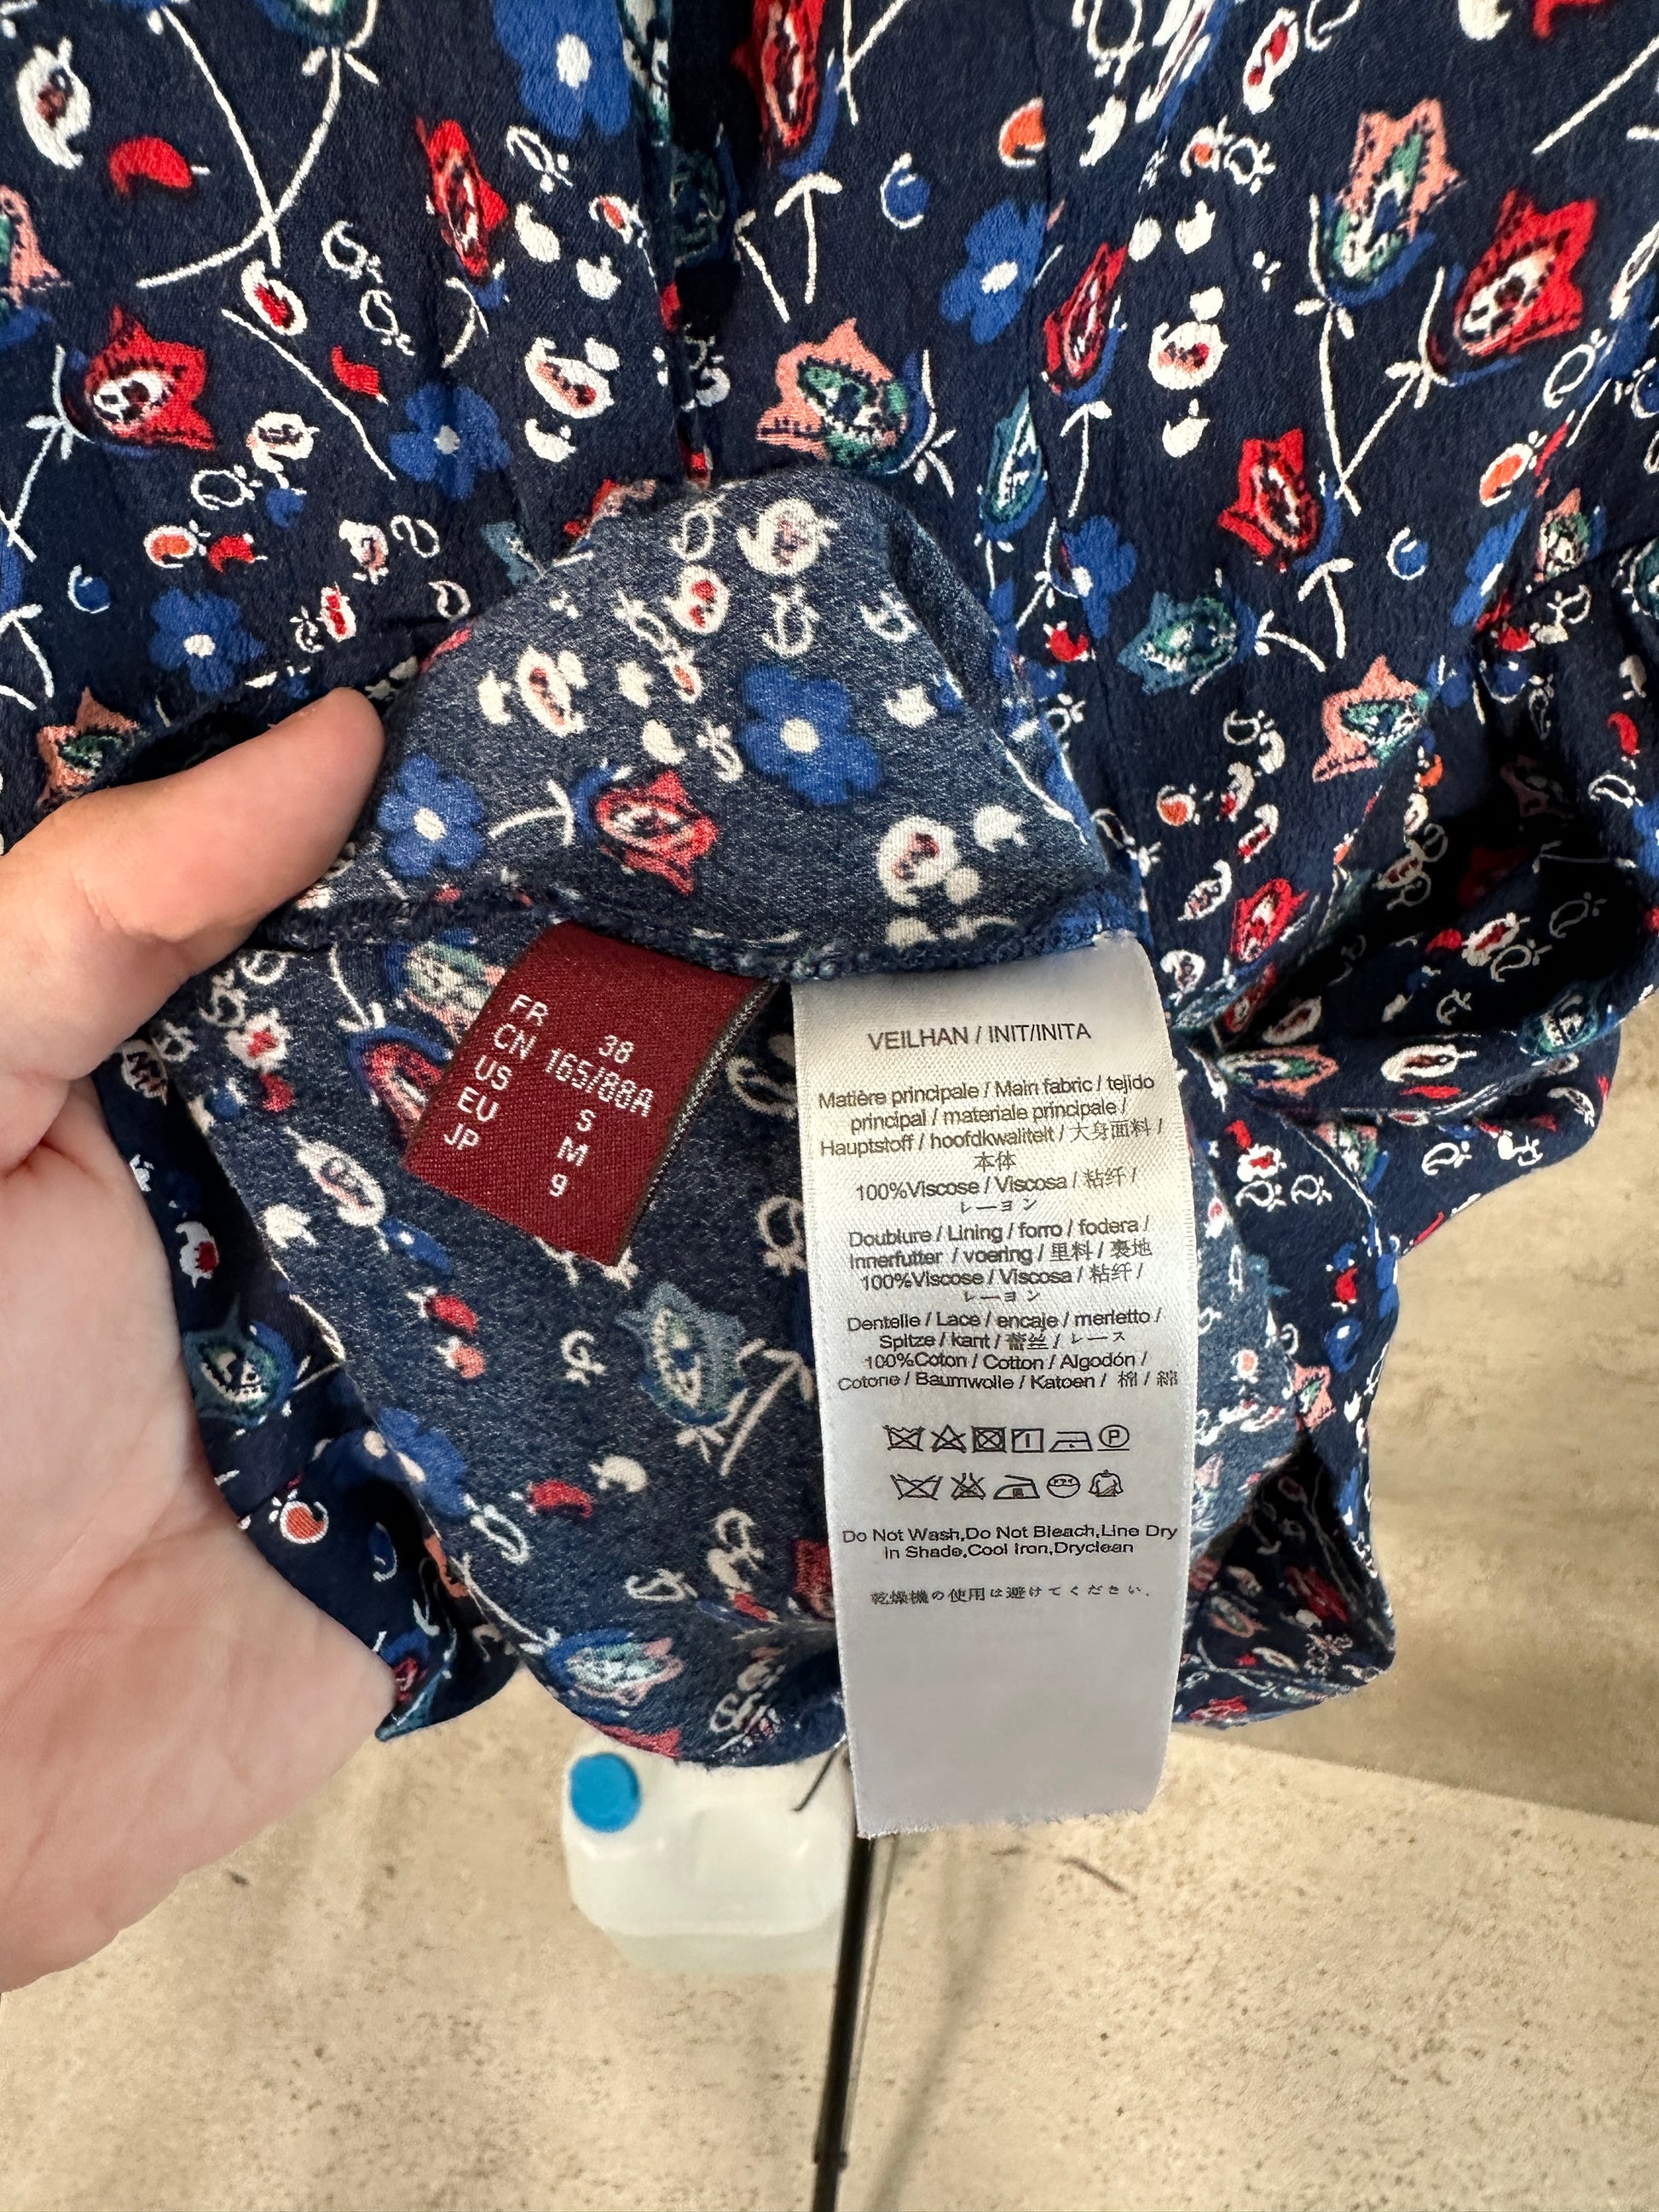 FR 38
CN 165/88A
US S
EU M
JP 9
VEILHAN / INIT/INITA
Matière principale / Main fabric / tejido
principal / materiale principale /
Hauptstoff / hoofdkwaliteit / 大身面料 /
本体
100%Viscose / Viscosa / 粘纤 /
レーヨン
Doublure / Lining / forro / fodera /
Innerfutter / voering / 里料 / 裏地
100%Viscose / Viscosa / 粘纤 /
レーヨン
Dentelle / Lace / encaje / merletto /
Spitze / kant / 蕾丝 / レース
100%Coton / Cotton / Algodón /
Cotone / Baumwolle / Katoen / 棉 / 綿
P
Do Not Wash,Do Not Bleach,Line Dry
in Shade,Cool Iron,Dryclean
乾燥機の使用は避けてください.